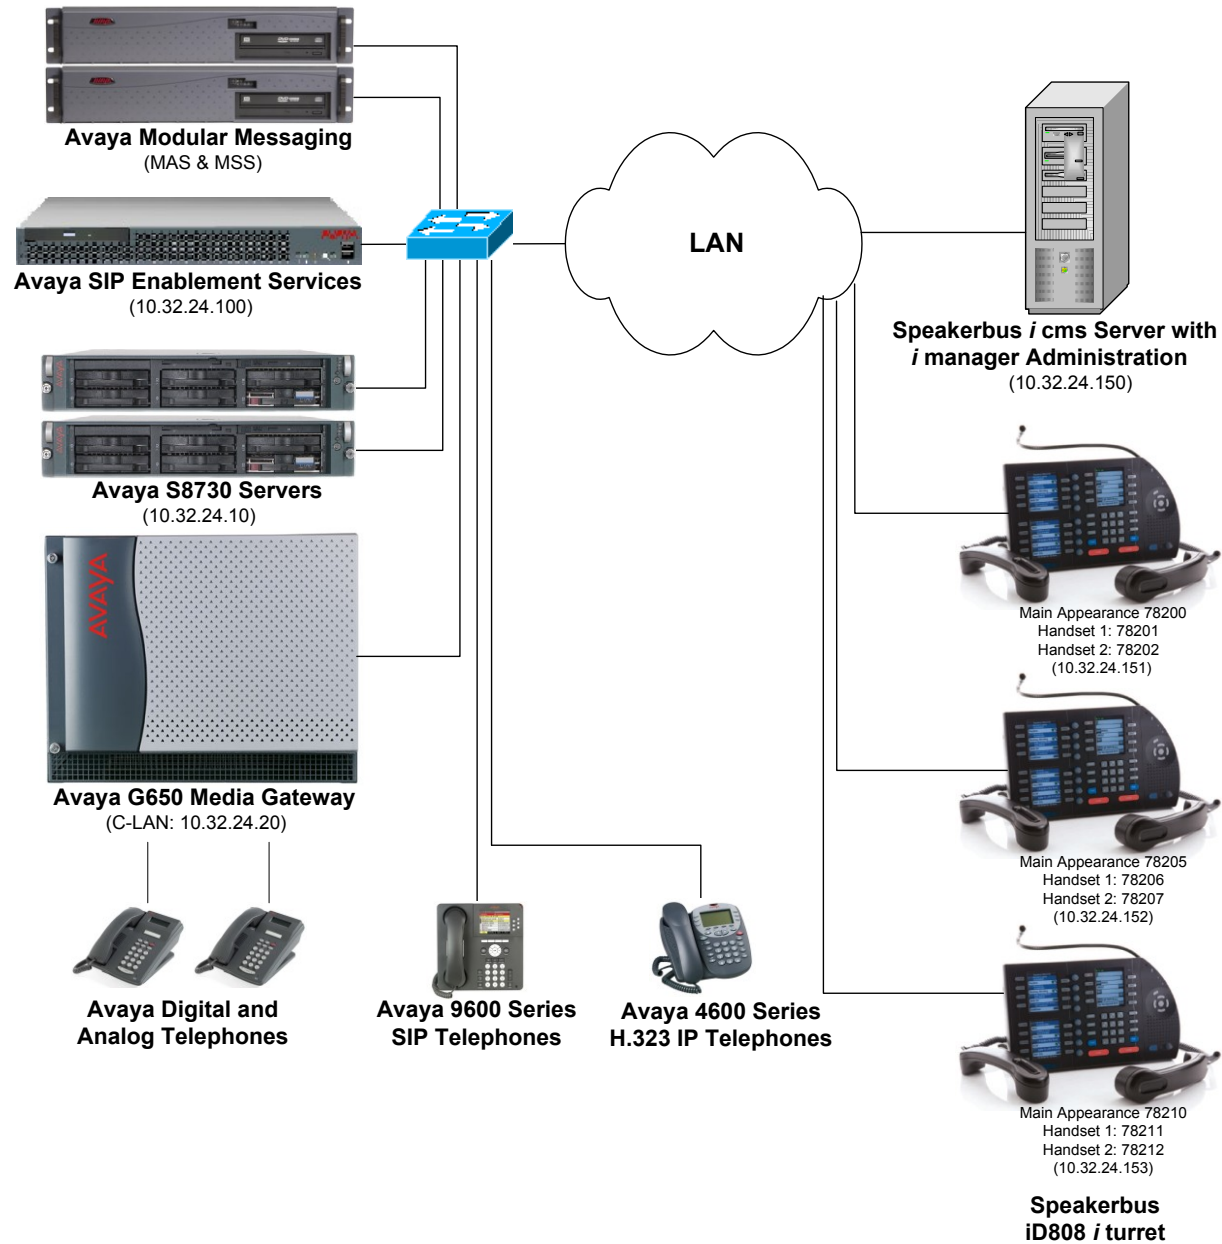 Avaya Modular Messaging
(MAS & MSS)
AVAYA
Avaya SIP Enablement Services
(10.32.24.100)
AVAYA
AVAYA
Avaya S8730 Servers
(10.32.24.10)
AVAYA
Avaya G650 Media Gateway
(C-LAN: 10.32.24.20)
Avaya Digital and
Analog Telephones
Avaya 9600 Series
SIP Telephones
Avaya 4600 Series
H.323 IP Telephones
LAN
Speakerbus i cms Server with
i manager Administration
(10.32.24.150)
Main Appearance 78200
Handset 1: 78201
Handset 2: 78202
(10.32.24.151)
Main Appearance 78205
Handset 1: 78206
Handset 2: 78207
(10.32.24.152)
Main Appearance 78210
Handset 1: 78211
Handset 2: 78212
(10.32.24.153)
Speakerbus
iD808 i turret